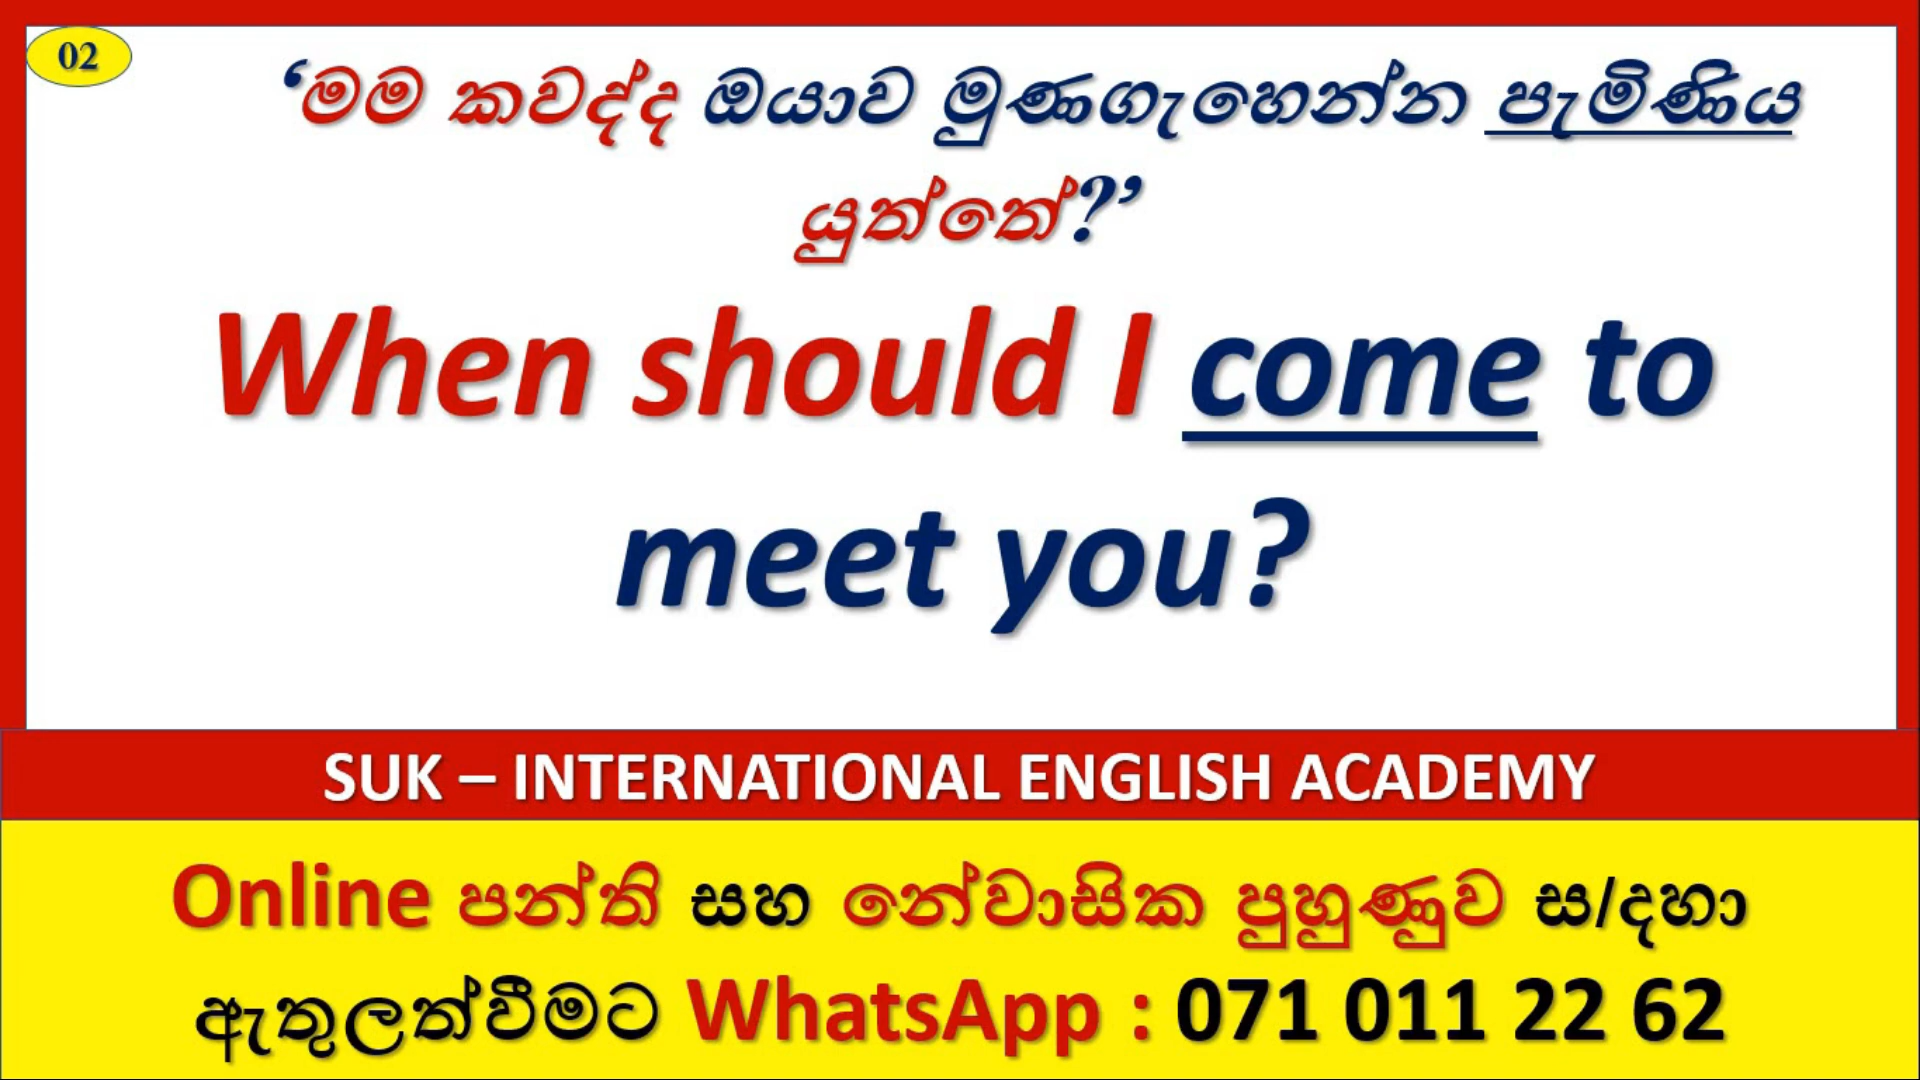 02
‘මම කවද්ද ඔයාව මුණගැහෙන්න පැමිණිය
යුත්තේ?’
When should I come to
meet you?
SUK – INTERNATIONAL ENGLISH ACADEMY
Online පන්ති සහ නේවාසික පුහුණුව ස/දහා
ඇතුලත්වීමට WhatsApp : 071 011 22 62